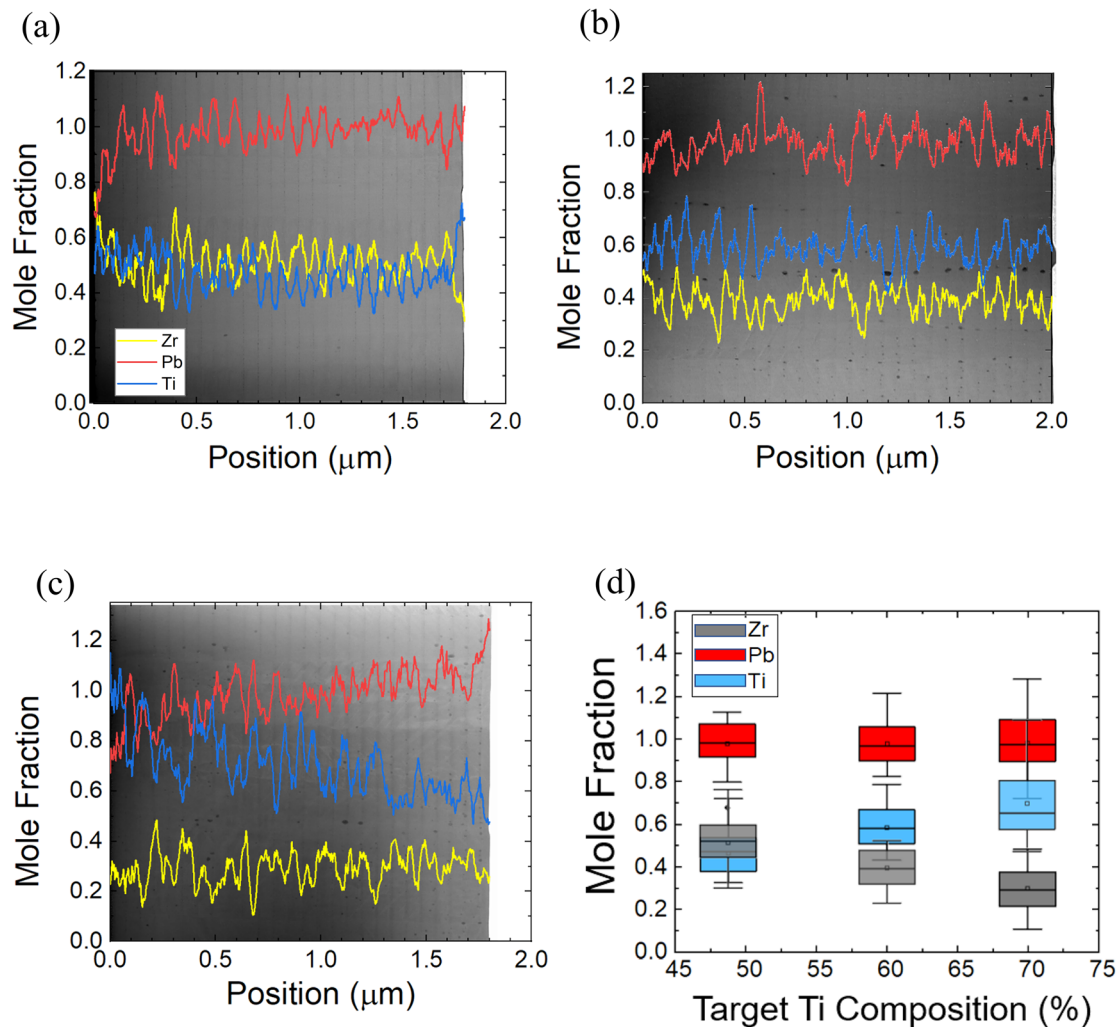 (a)
1.2
1.0
0.8
0.6
0.4
0.2
0.0
Mole Fraction
Zr
Pb
Ti
0.0 0.5 1.0 1.5 2.0
Position (μm)
(b)
1.2
1.0
0.8
0.6
0.4
0.2
0.0
Mole Fraction
0.0 0.5 1.0 1.5 2.0
Position (μm)
(c)
1.2
1.0
0.8
0.6
0.4
0.2
0.0
Mole Fraction
0.0 0.5 1.0 1.5 2.0
Position (μm)
(d)
1.6
1.4
1.2
1.0
0.8
0.6
0.4
0.2
0.0
Mole Fraction
Zr
Pb
Ti
45 50 55 60 65 70 75
Target Ti Composition (%)